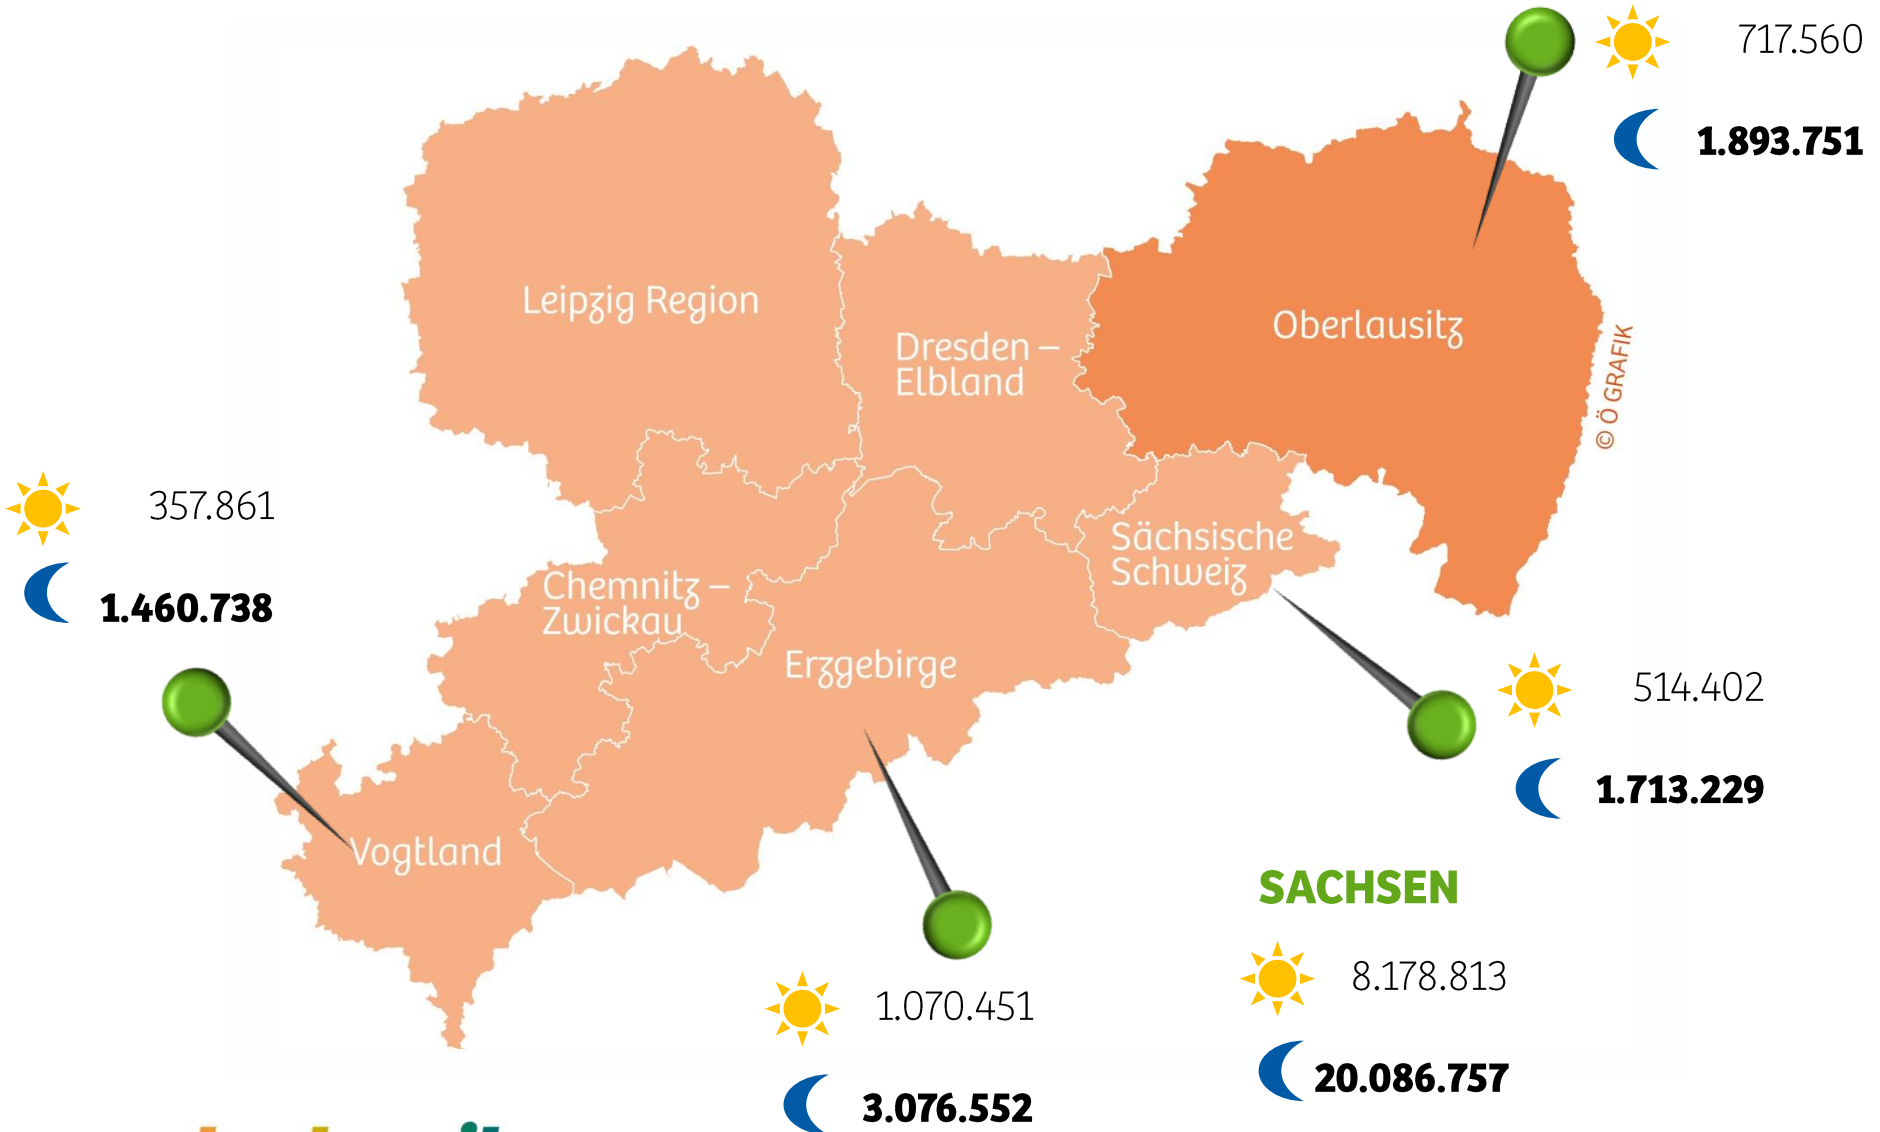 717.560
1.893.751
Leipzig Region
Dresden –
Elbland
Oberlausitz
© Ö GRAFIK
357.861
1.460.738
Sächsische
Schweiz
Chemnitz –
Zwickau
Erzgebirge
514.402
1.713.229
Vogtland
SACHSEN
8.178.813
20.086.757
1.070.451
3.076.552